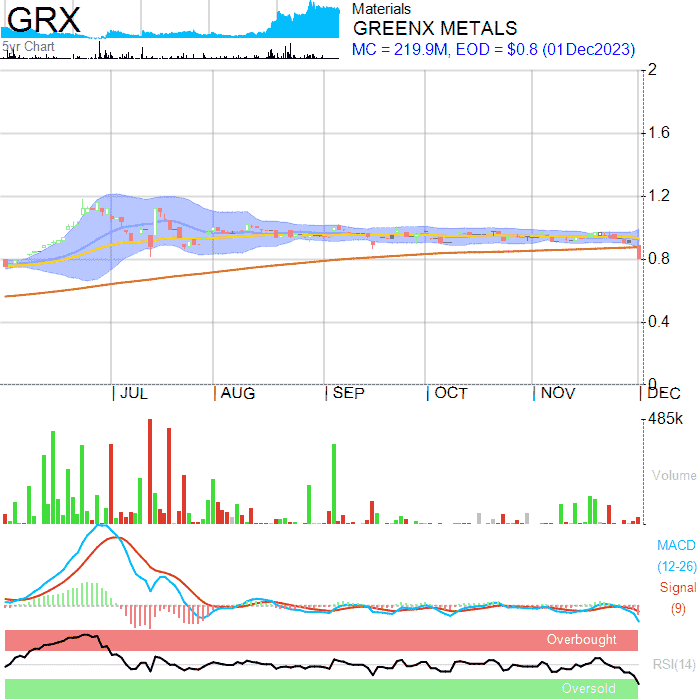 GRX
5yr Chart
Materials
GREENX METALS
MC = 219.9M, EOD = $0.8 (01Dec2023)
2
1.6
1.2
0.8
0.4
0
JUL AUG SEP OCT NOV DEC
485k
Volume
MACD
(12-26)
Signal
(9)
Overbought
RSI(14)
Oversold